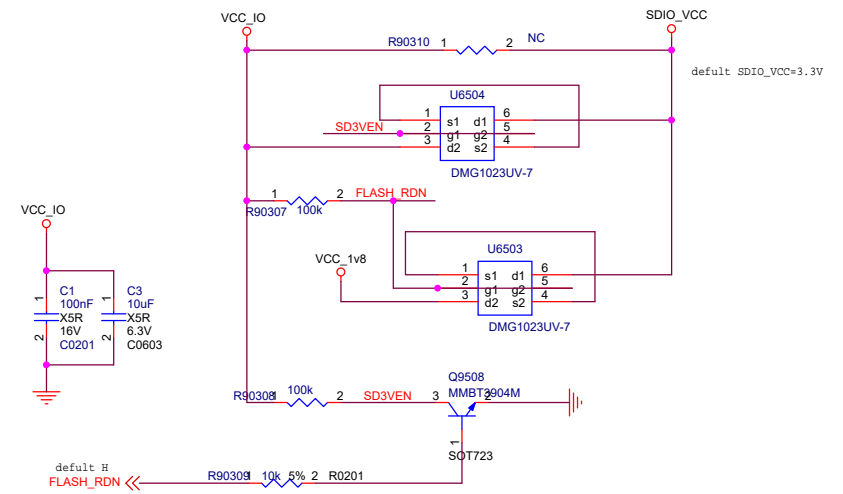 VCC_IO
SDIO_VCC
R90310 1 2 NC
defult SDIO_VCC=3.3V
U6504
1 s1 d1 6
SD3VEN 2 g1 g2 5
3 d2 s2 4
DMG1023UV-7
1 2 FLASH_RDN
R90307 100k
VCC_IO
U6503
VCC_1v8
1 s1 d1 6
2 g1 g2 5
3 d2 s2 4
DMG1023UV-7
1 C1 1 C3
100nF 10uF
X5R X5R
2 16V 2 6.3V
C0201 C0603
Q9508
R90308 1 100k 2 SD3VEN 3 MMBT3904M 2
1
SOT723
defult H
FLASH_RDN R90309 1 10k 5% 2 R0201